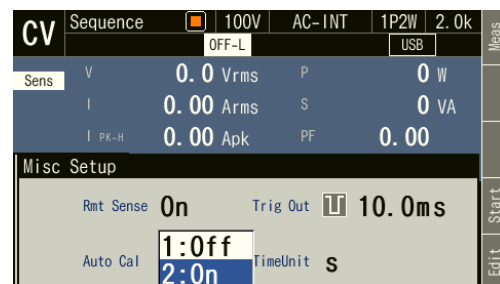 CV Sequence 100V AC-INT 1P2W 2.0k
OFF-L USB
Meas
Sens V 0.0 Vrms P 0 W
I 0.00 Arms S 0 VA
I PK-H 0.00 Apk PF 0.00
Misc Setup
Rmt Sense On Trig Out 10.0ms
Start
1:Off
Auto Cal 2:On TimeUnit s
Edit